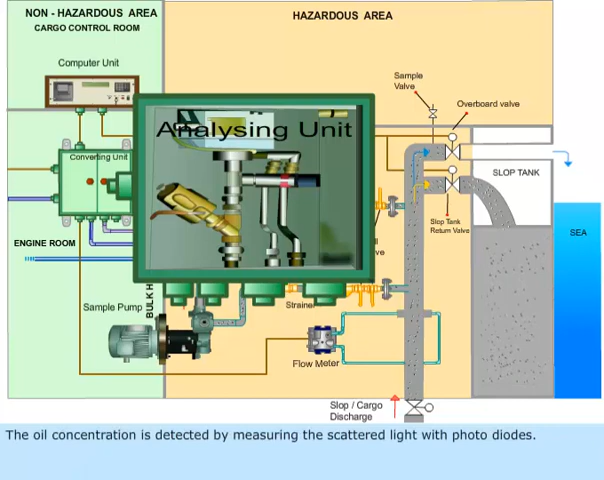 NON - HAZARDOUS AREA
CARGO CONTROL ROOM
HAZARDOUS AREA
Computer Unit
Sample
Valve
Overboard valve
Analysing Unit
Converting Unit
SLOP TANK
Slop Tank
Return Valve
SEA
ENGINE ROOM
ve
BULK H
Sample Pump
Straine
Flow Meter
Slop / Cargo
Discharge
The oil concentration is detected by measuring the scattered light with photo diodes.